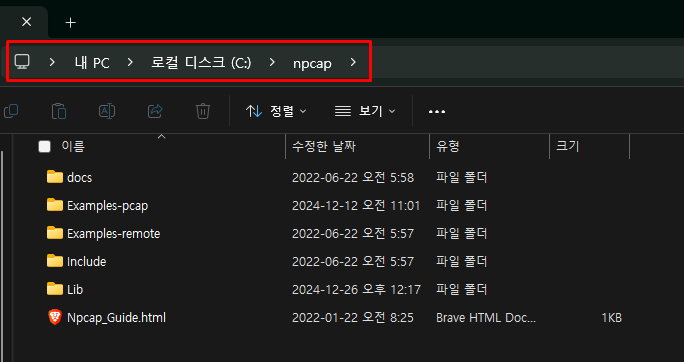 내 PC > 로컬 디스크 (C:) > npcap >
정렬 보기 ...
이름 수정한 날짜 유형 크기
docs 2022-06-22 오전 5:58 파일 폴더
Examples-pcap 2024-12-12 오전 11:01 파일 폴더
Examples-remote 2022-06-22 오전 5:57 파일 폴더
Include 2022-06-22 오전 5:57 파일 폴더
Lib 2024-12-26 오후 12:17 파일 폴더
Npcap_Guide.html 2022-01-22 오전 8:25 Brave HTML Doc... 1KB